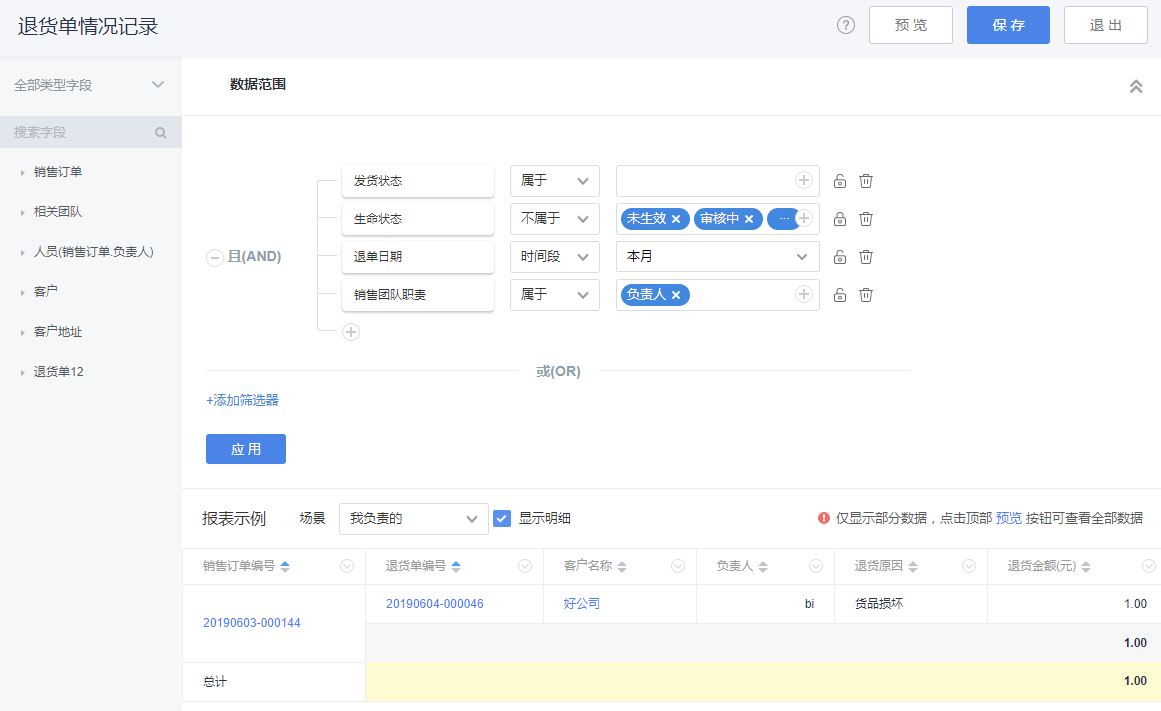 退货单情况记录
预 览
保 存
退 出
全部类型字段
搜索字段
销售订单
相关团队
人员(销售订单.负责人)
客户
客户地址
退货单12
数据范围
且(AND)
发货状态 属于
生命状态 不属于 未生效 × 审核中 × ...
退单日期 时间段 本月
销售团队职责 属于 负责人 ×
或(OR)
+添加筛选器
应 用
报表示例 场景 我负责的 显示明细 仅显示部分数据，点击顶部 预览 按钮可查看全部数据
销售订单编号 退货单编号 客户名称 负责人 退货原因 退货金额(元)
20190603-000144 20190604-000046 好公司 bi 货品损坏 1.00
1.00
总计 1.00